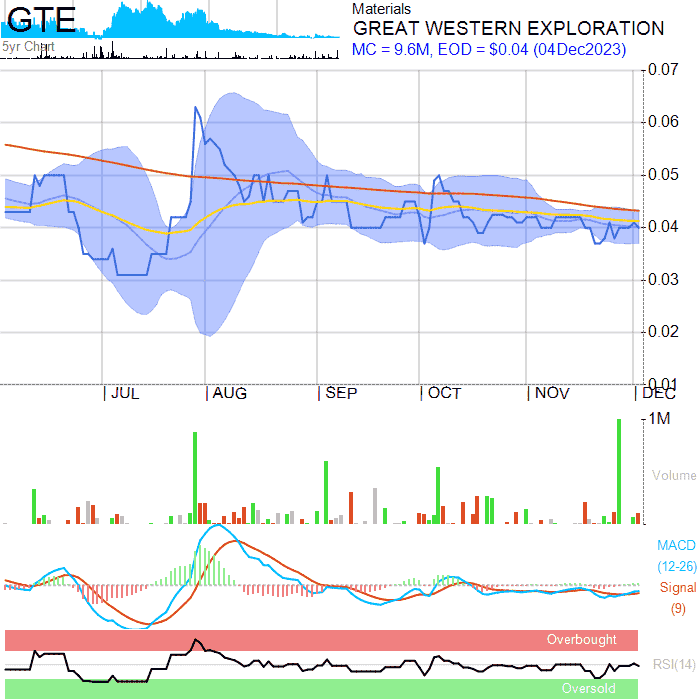 GTE
5yr Chart
Materials
GREAT WESTERN EXPLORATION
MC = 9.6M, EOD = $0.04 (04Dec2023)
0.07
0.06
0.05
0.04
0.03
0.02
0.01
JUL
AUG
SEP
OCT
NOV
DEC
1M
Volume
MACD
(12-26)
Signal
(9)
Overbought
RSI(14)
Oversold